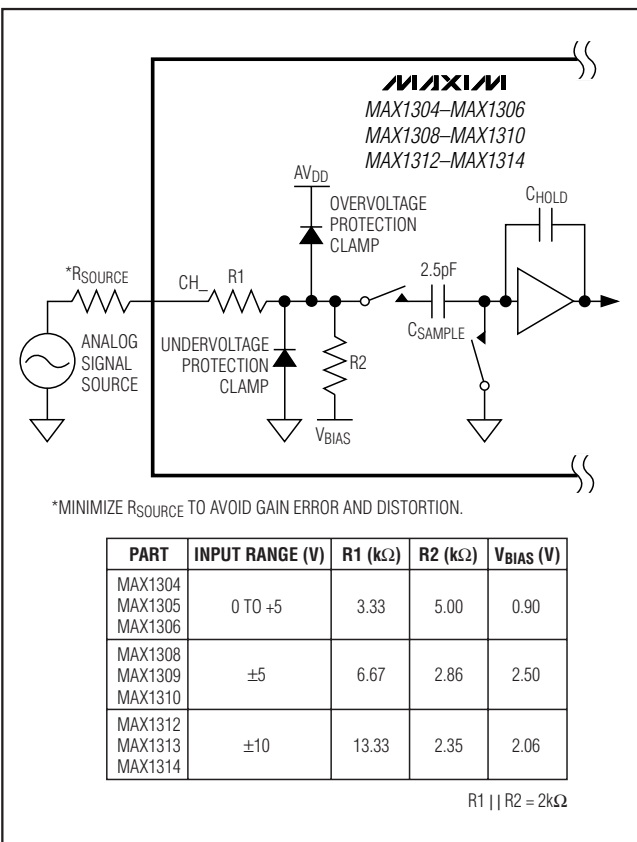 MAXIM
MAX1304–MAX1306
MAX1308–MAX1310
MAX1312–MAX1314
AVDD
OVERVOLTAGE
PROTECTION
CLAMP
CHOLD
*RSOURCE
CH_
R1
2.5pF
CSAMPLE
ANALOG
SIGNAL
SOURCE
UNDERVOLTAGE
PROTECTION
CLAMP
R2
VBIAS
*MINIMIZE RSOURCE TO AVOID GAIN ERROR AND DISTORTION.
PART INPUT RANGE (V) R1 (kΩ) R2 (kΩ) VBIAS (V)
MAX1304
MAX1305 0 TO +5 3.33 5.00 0.90
MAX1306
MAX1308
MAX1309 ±5 6.67 2.86 2.50
MAX1310
MAX1312
MAX1313 ±10 13.33 2.35 2.06
MAX1314
R1 || R2 = 2kΩ